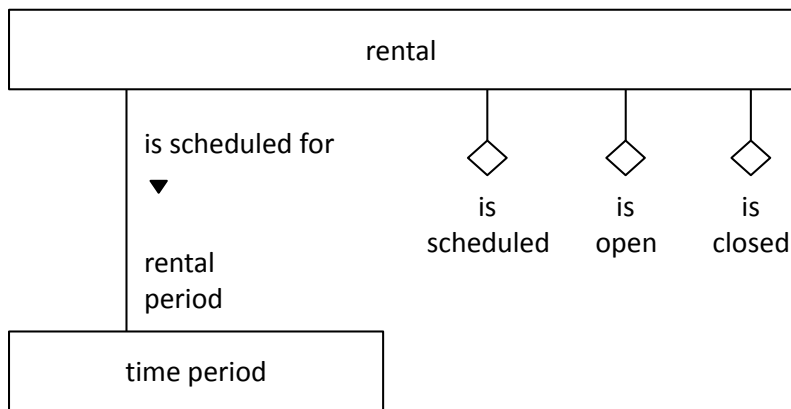 rental
is scheduled for
is
scheduled
is
open
is
closed
rental
period
time period